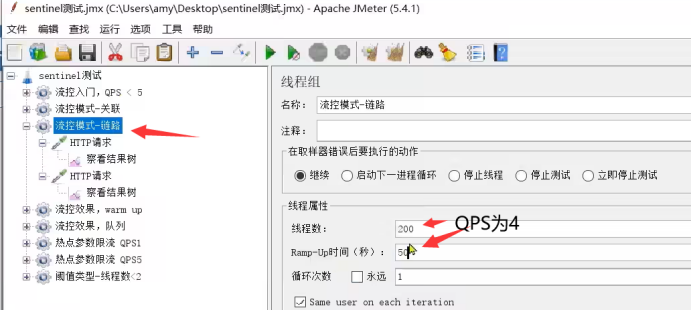 sentinel测试.jmx (C:\Users\amy\Desktop\sentinel测试.jmx) - Apache JMeter (5.4.1)
文件 编辑 查找 运行 选项 工具 帮助
sentinel测试
流控入门，QPS < 5
流控模式-关联
流控模式-链路
HTTP请求
察看结果树
HTTP请求
察看结果树
流控效果，warm up
流控效果，队列
热点参数限流 QPS1
热点参数限流 QPS5
阈值类型-线程数<2
线程组
名称： 流控模式-链路
注释：
在取样器错误后要执行的动作
继续 启动下一进程循环 停止线程 停止测试 立即停止测试
线程属性
线程数： 200
QPS为4
Ramp-Up时间（秒）： 50
循环次数 永远 1
Same user on each iteration